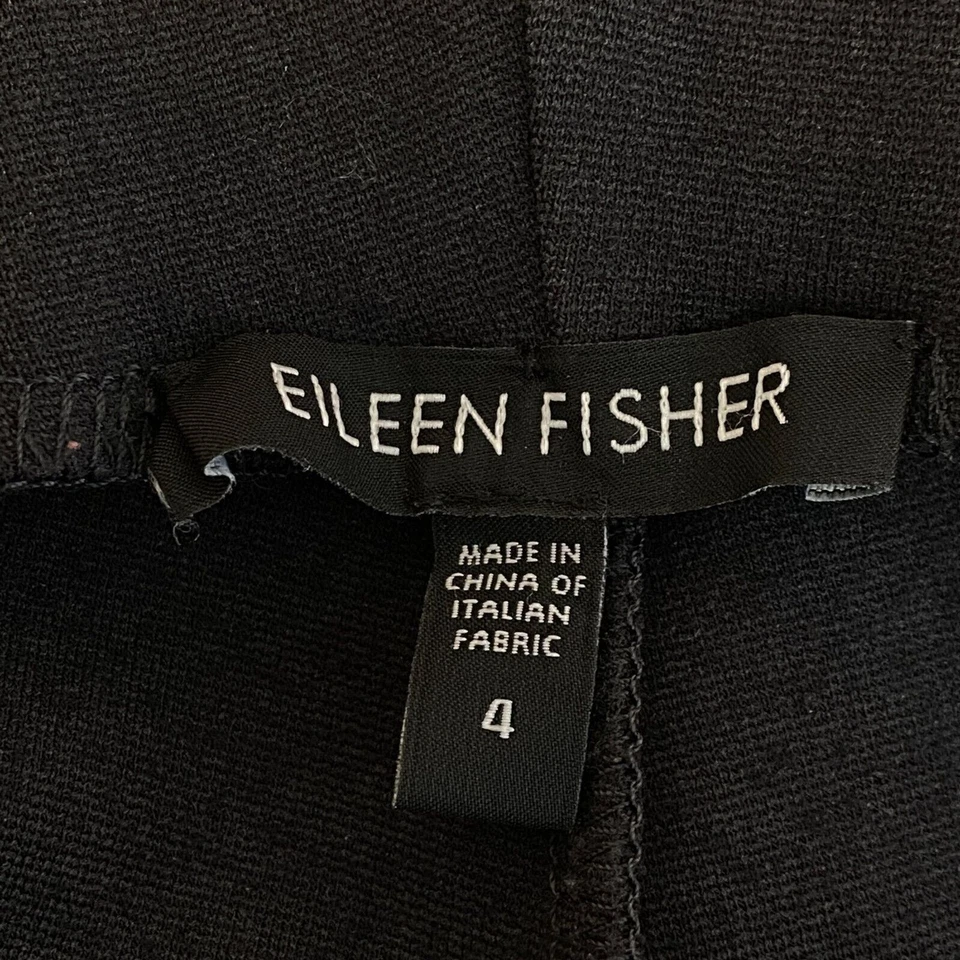 EILEEN FISHER
MADE IN
CHINA OF
ITALIAN
FABRIC
4